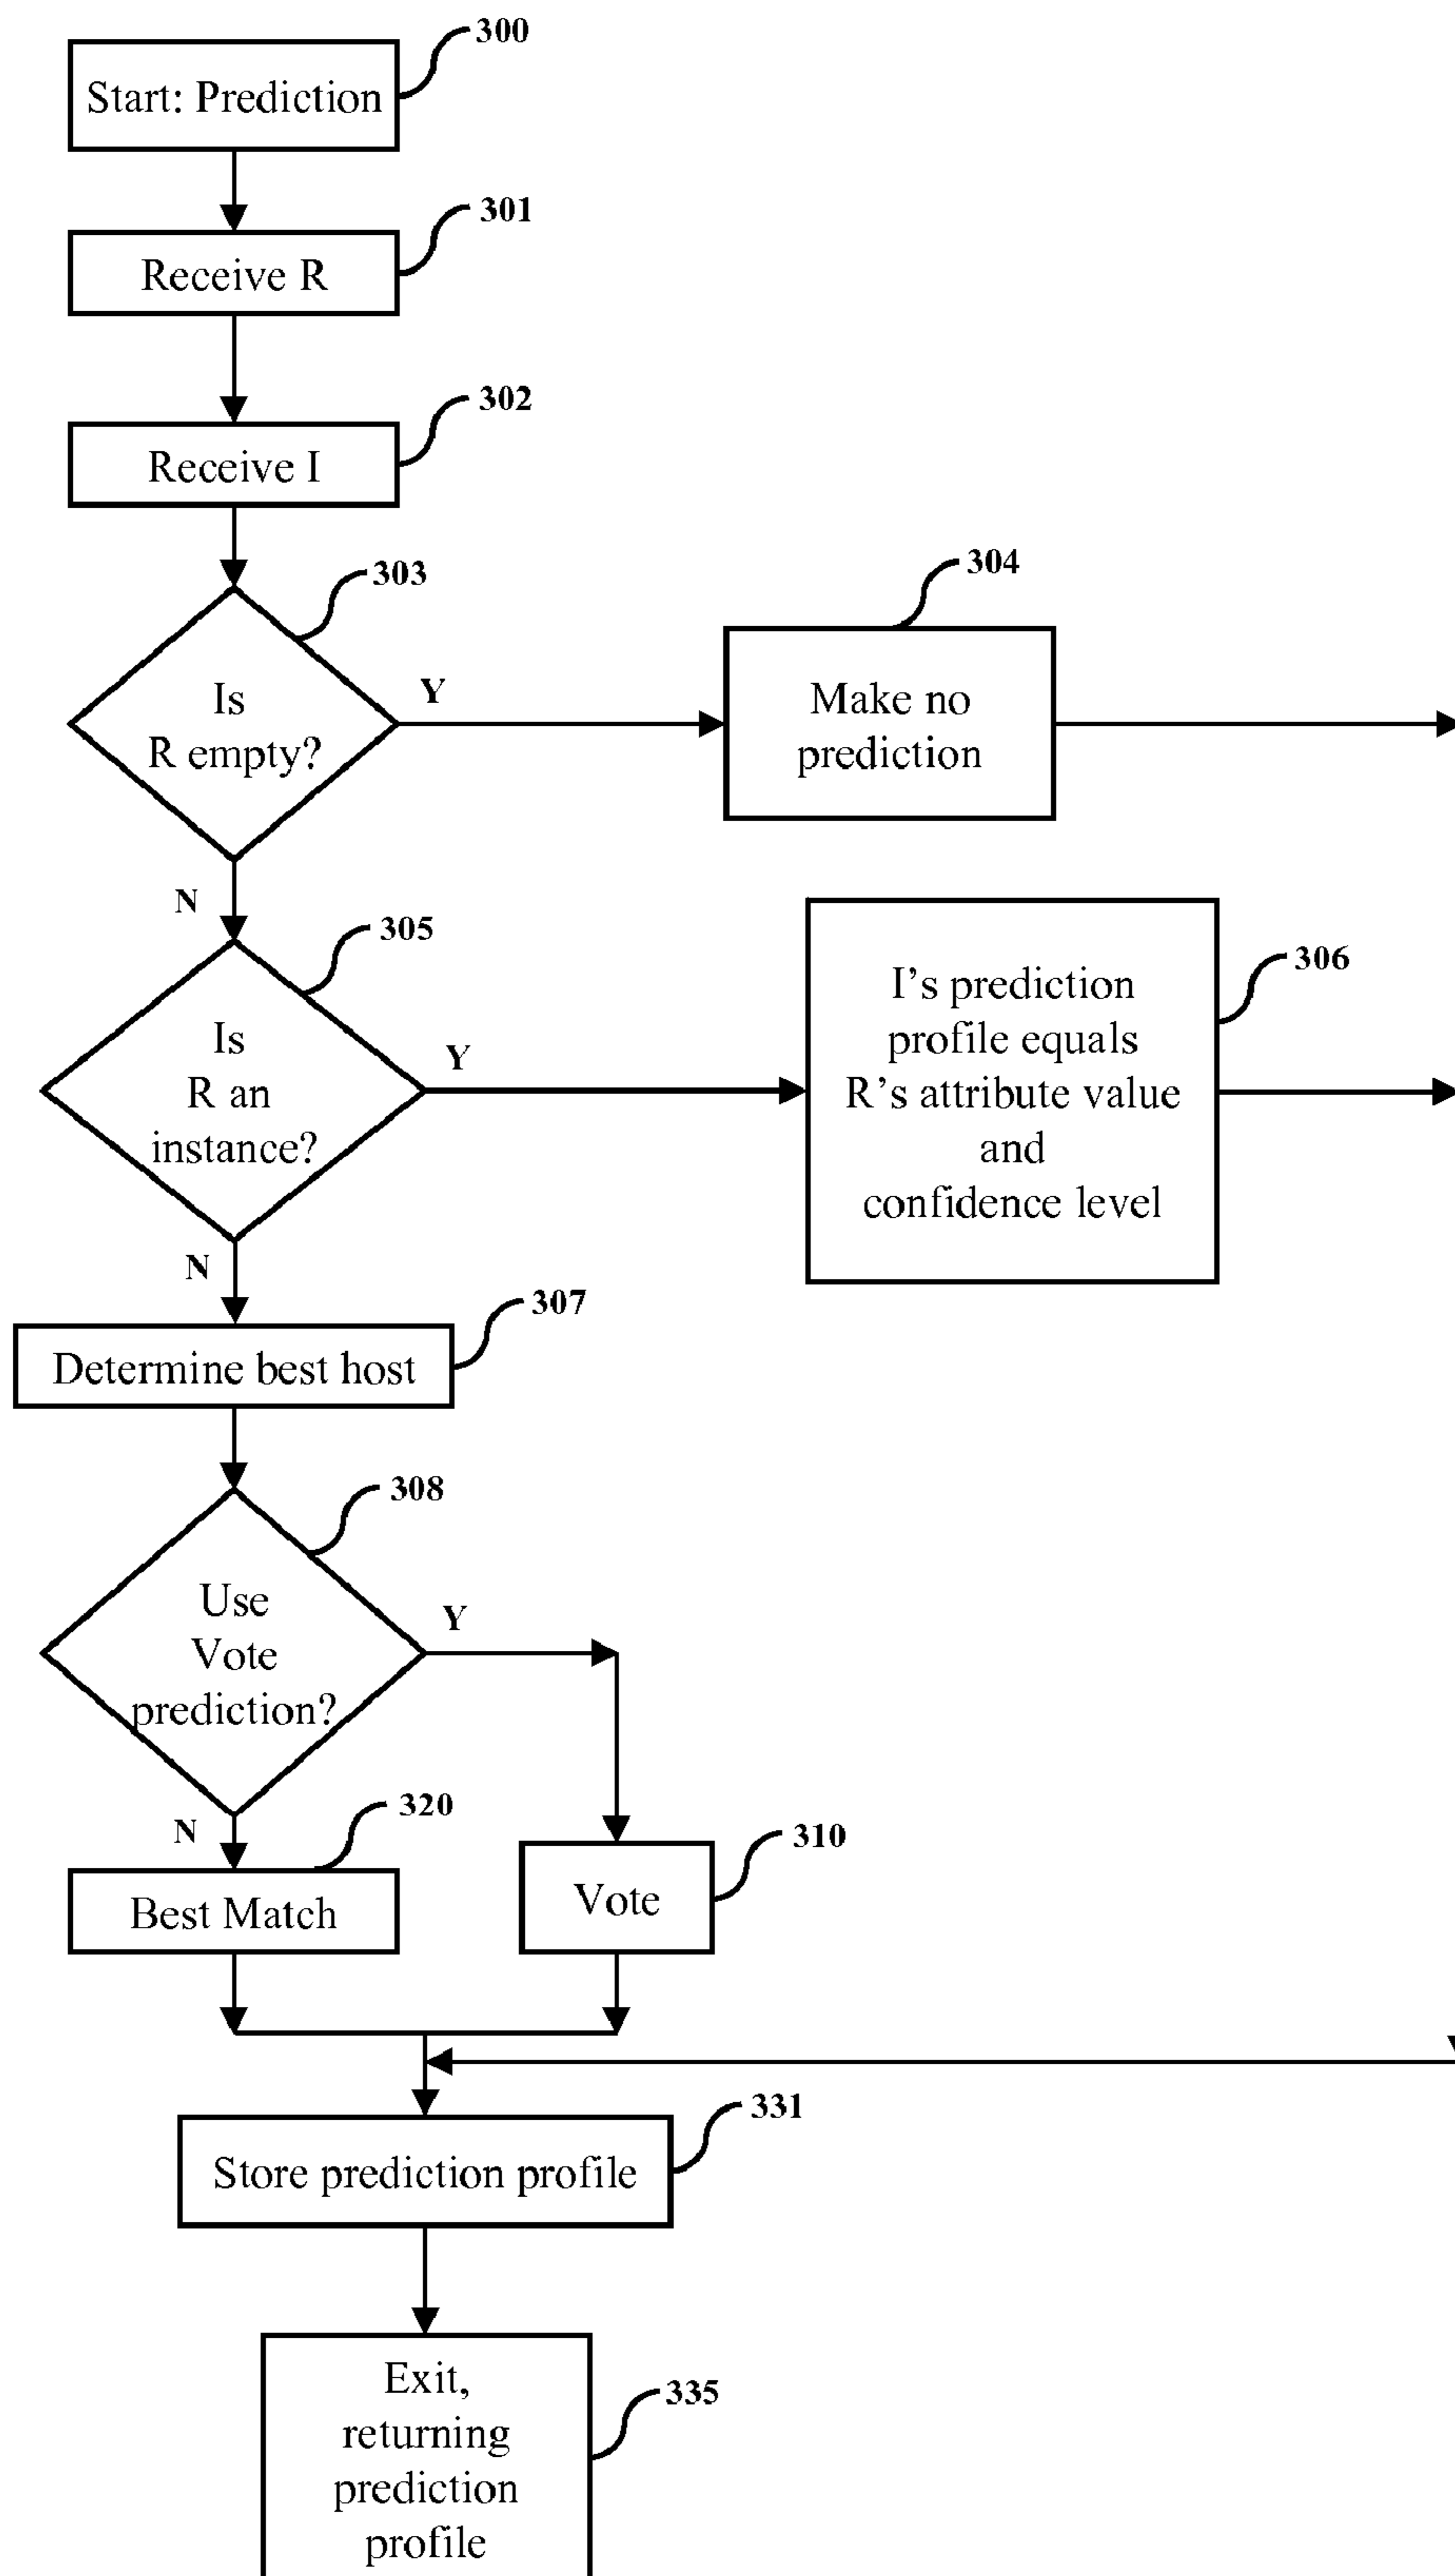 300
Start: Prediction
301
Receive R
302
Receive I
303
Is
R empty?
Y
304
Make no
prediction
N
305
Is
R an
instance?
Y
306
I's prediction
profile equals
R's attribute value
and
confidence level
N
307
Determine best host
308
Use
Vote
prediction?
Y
N
320
Best Match
310
Vote
331
Store prediction profile
335
Exit,
returning
prediction
profile